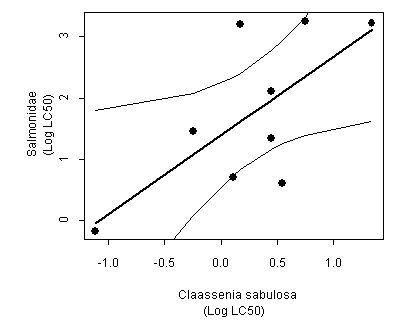 Salmonidae
(Log LC50)
3
2
1
0
-1.0 -0.5 0.0 0.5 1.0
Claassenia sabulosa
(Log LC50)